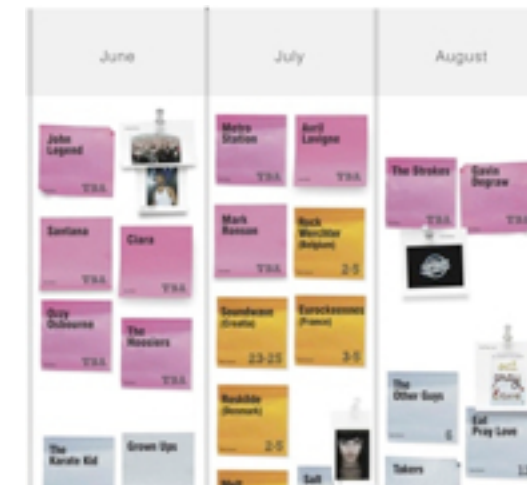 June
July
August
John
Legend
TBA
Santana
TBA
Ciara
TBA
Ozzy
Osbourne
TBA
The
Hoosiers
TBA
The
Karate Kid
Grown Ups
Metro
Station
TBA
Avril
Lavigne
TBA
Mark
Ronson
TBA
Rock
Werchter
(Belgium)
2-5
Soundwave
(Croatia)
23-25
Eurockeennes
(France)
3-5
Roskilde
(Denmark)
2-5
Salt
The Strokes
TBA
Gavin
Degraw
TBA
The
Other Guys
6
Eat
Pray Love
Takers